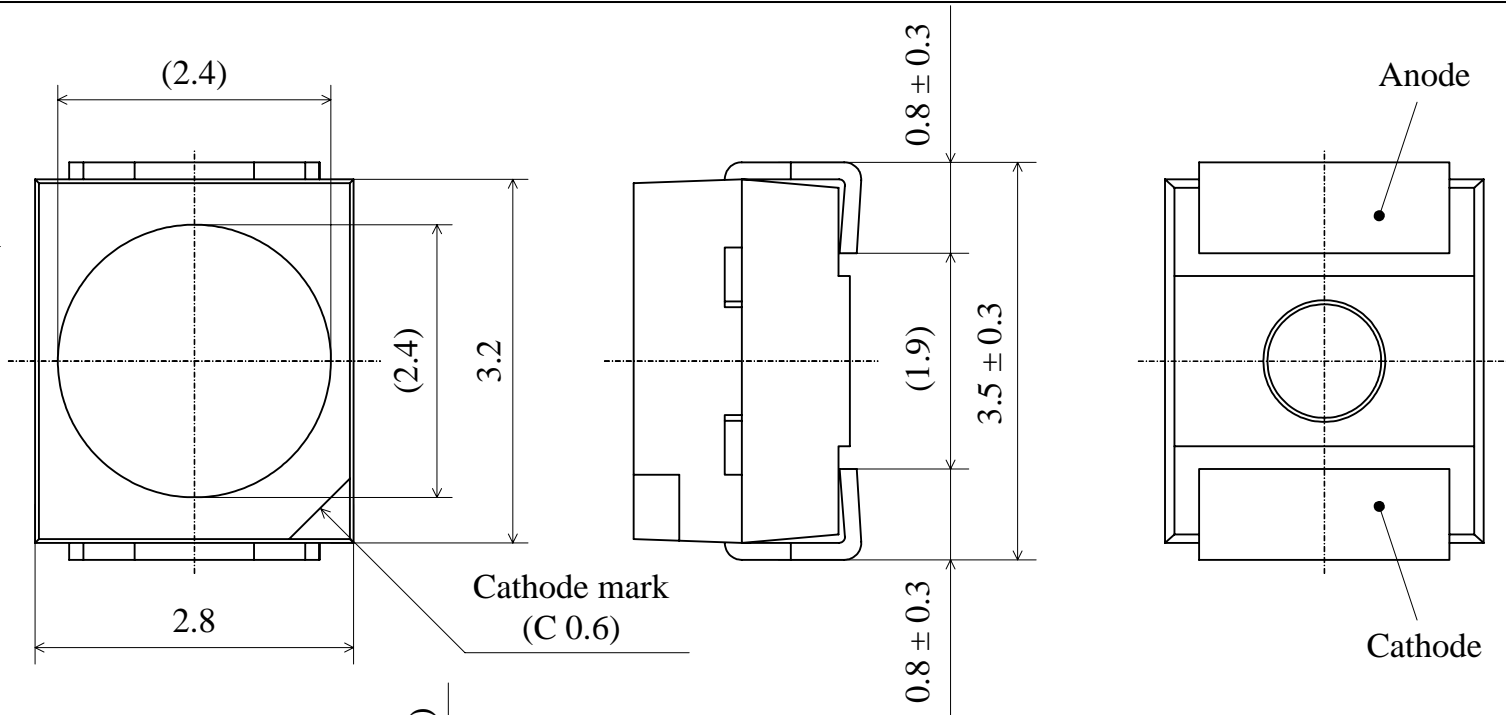 (2.4)
0.8 ± 0.3
Anode
(2.4)
3.2
(1.9)
3.5 ± 0.3
Cathode mark
(C 0.6)
2.8
0.8 ± 0.3
Cathode
)